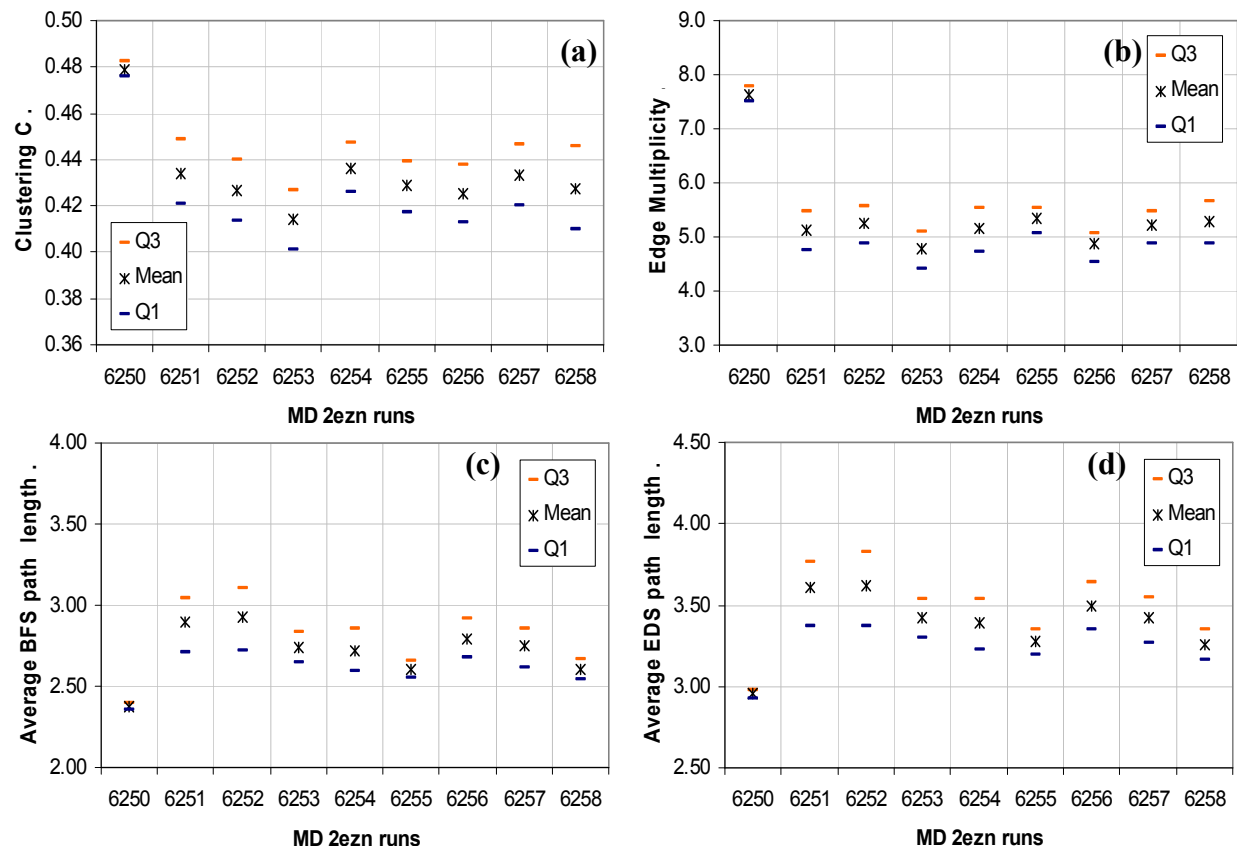 (a)
Clustering C .
0.50
0.48
0.46
0.44
0.42
0.40
0.38
0.36
Q3
Mean
Q1
6250 6251 6252 6253 6254 6255 6256 6257 6258
MD 2ezn runs
(b)
Edge Multiplicity .
9.0
8.0
7.0
6.0
5.0
4.0
3.0
Q3
Mean
Q1
6250 6251 6252 6253 6254 6255 6256 6257 6258
MD 2ezn runs
(c)
Average BFS path length .
4.00
3.50
3.00
2.50
2.00
Q3
Mean
Q1
6250 6251 6252 6253 6254 6255 6256 6257 6258
MD 2ezn runs
(d)
Average EDS path length .
4.50
4.00
3.50
3.00
2.50
Q3
Mean
Q1
6250 6251 6252 6253 6254 6255 6256 6257 6258
MD 2ezn runs